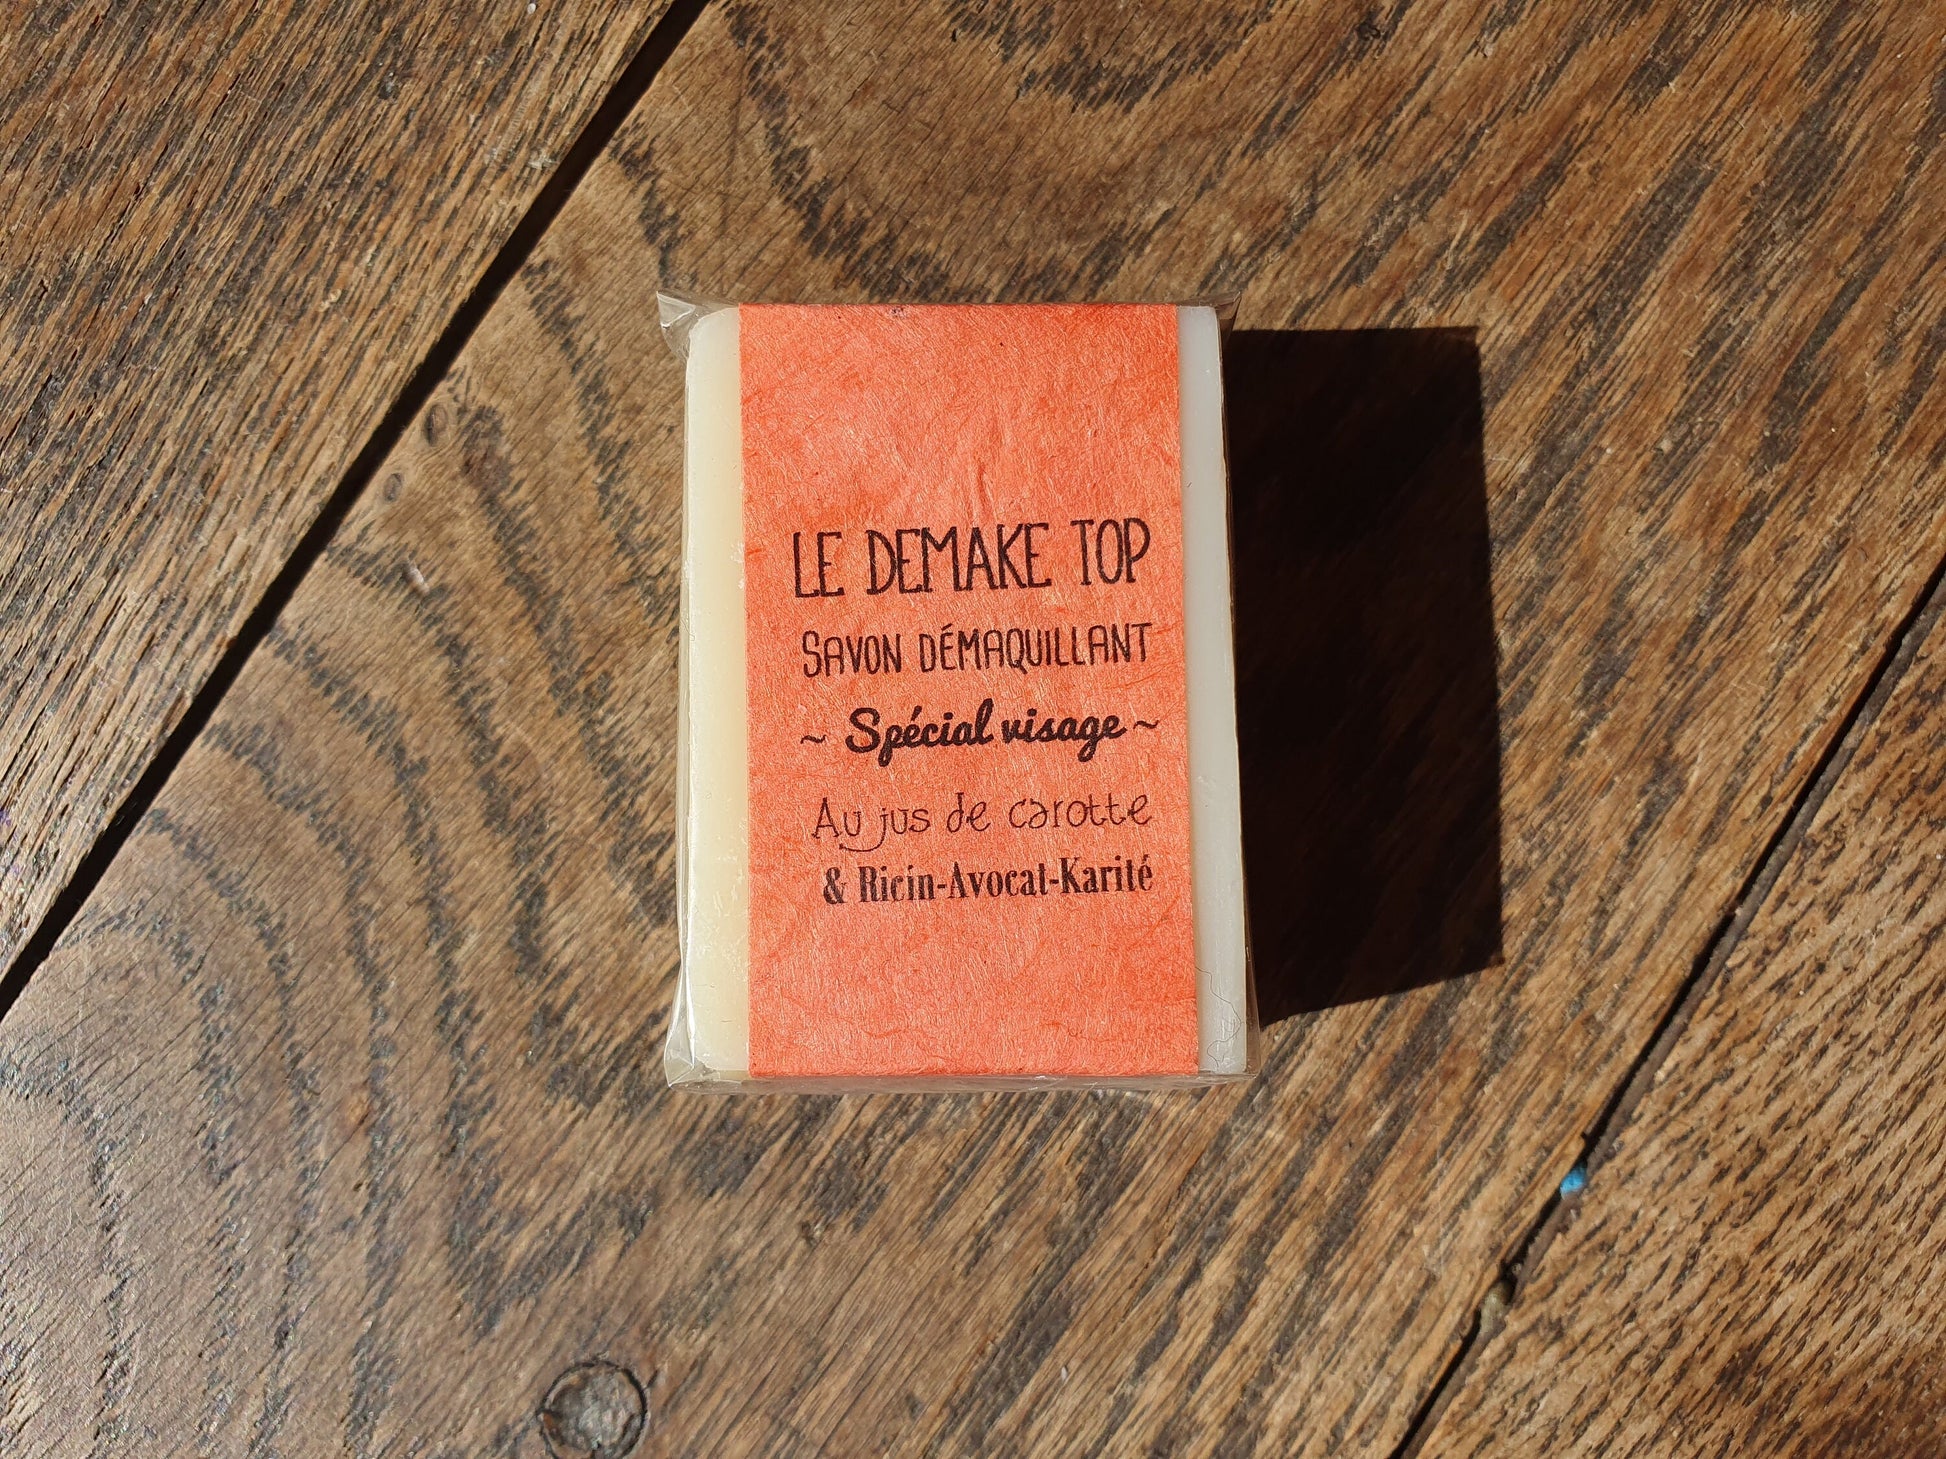 LE DEMAKE TOP
SAVON DÉMAQUILLANT
~ Spécial visage ~
Au jus de carotte
& Ricin-Avocat-Karité